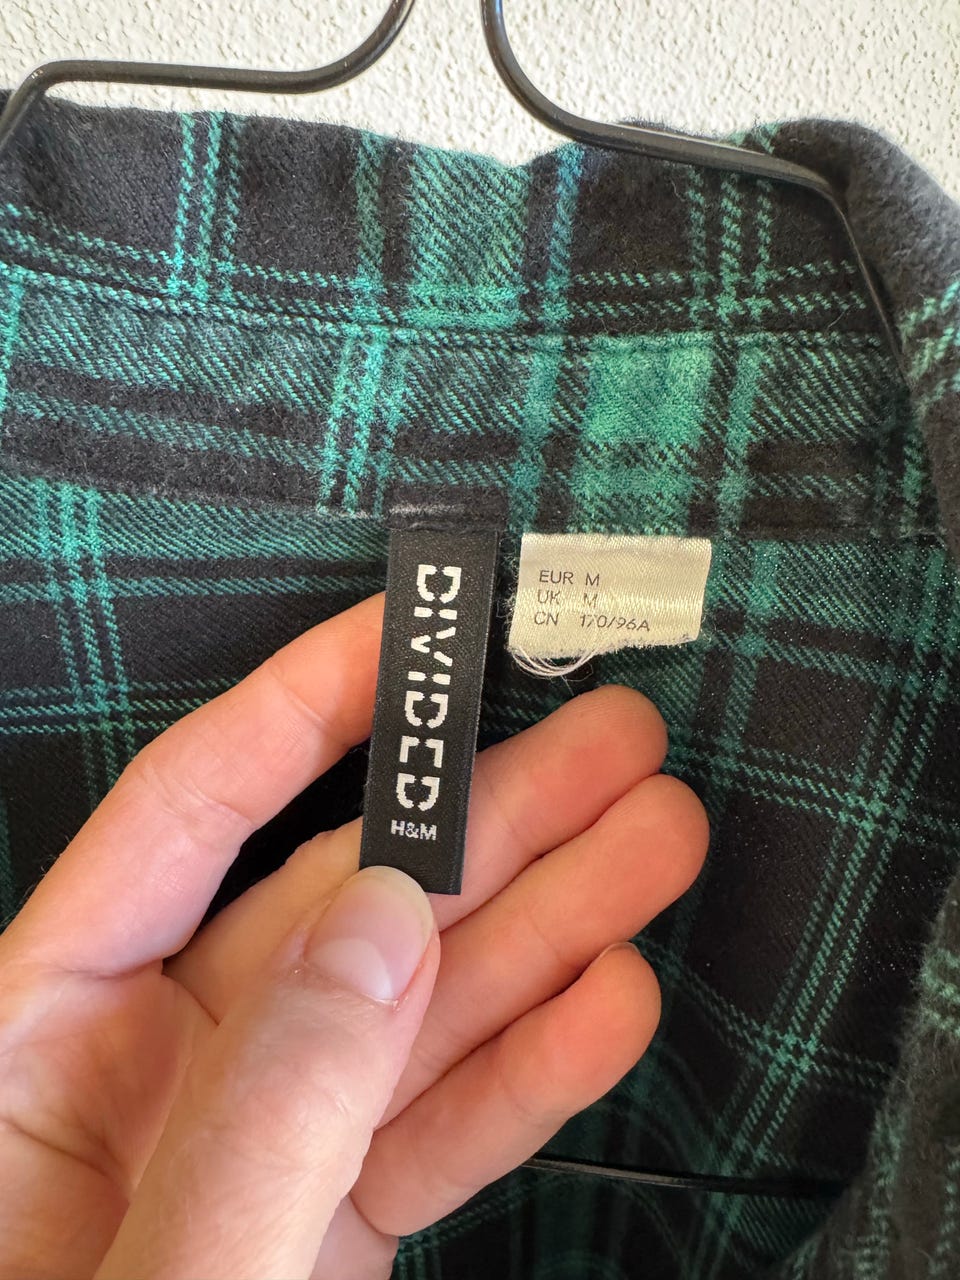 DIVIDED
H&M
EUR M
UK M
CN 170/96A